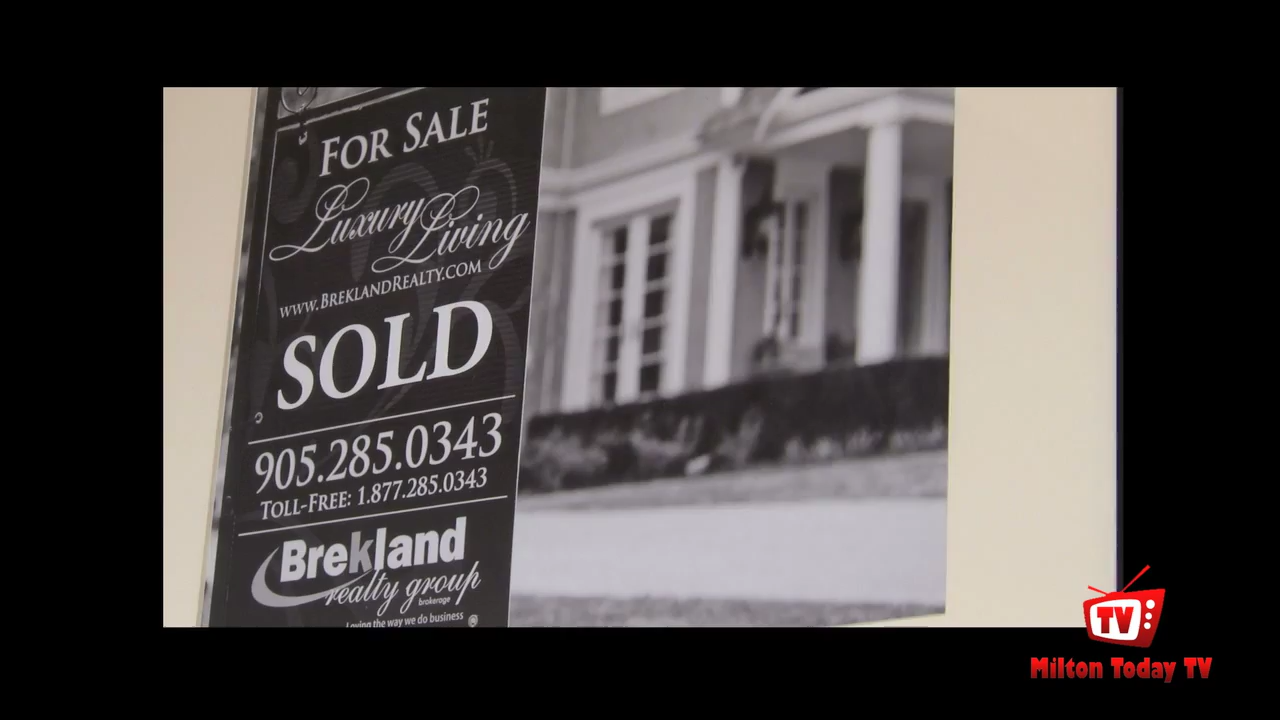 FOR SALE
Luxury Living
WWW.BREKLANDREALTY.COM
SOLD
905.285.0343
TOLL-FREE: 1.877.285.0343
Brekland
realty group
brokerage
Loving the way we do business
TV
Milton Today TV